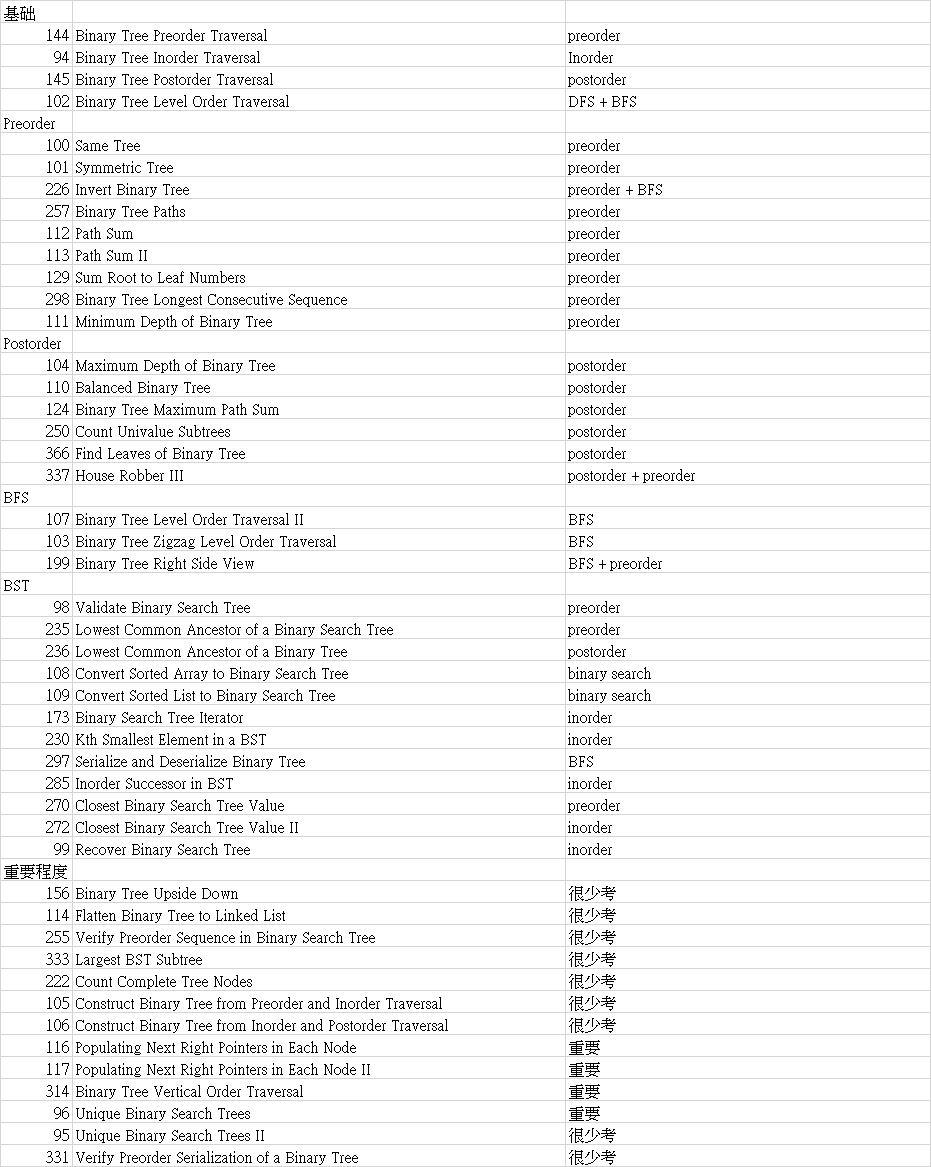 基础
144 Binary Tree Preorder Traversal preorder
94 Binary Tree Inorder Traversal Inorder
145 Binary Tree Postorder Traversal postorder
102 Binary Tree Level Order Traversal DFS + BFS
Preorder
100 Same Tree preorder
101 Symmetric Tree preorder
226 Invert Binary Tree preorder + BFS
257 Binary Tree Paths preorder
112 Path Sum preorder
113 Path Sum II preorder
129 Sum Root to Leaf Numbers preorder
298 Binary Tree Longest Consecutive Sequence preorder
111 Minimum Depth of Binary Tree preorder
Postorder
104 Maximum Depth of Binary Tree postorder
110 Balanced Binary Tree postorder
124 Binary Tree Maximum Path Sum postorder
250 Count Univalue Subtrees postorder
366 Find Leaves of Binary Tree postorder
337 House Robber III postorder + preorder
BFS
107 Binary Tree Level Order Traversal II BFS
103 Binary Tree Zigzag Level Order Traversal BFS
199 Binary Tree Right Side View BFS + preorder
BST
98 Validate Binary Search Tree preorder
235 Lowest Common Ancestor of a Binary Search Tree preorder
236 Lowest Common Ancestor of a Binary Tree postorder
108 Convert Sorted Array to Binary Search Tree binary search
109 Convert Sorted List to Binary Search Tree binary search
173 Binary Search Tree Iterator inorder
230 Kth Smallest Element in a BST inorder
297 Serialize and Deserialize Binary Tree BFS
285 Inorder Successor in BST inorder
270 Closest Binary Search Tree Value preorder
272 Closest Binary Search Tree Value II inorder
99 Recover Binary Search Tree inorder
重要程度
156 Binary Tree Upside Down 很少考
114 Flatten Binary Tree to Linked List 很少考
255 Verify Preorder Sequence in Binary Search Tree 很少考
333 Largest BST Subtree 很少考
222 Count Complete Tree Nodes 很少考
105 Construct Binary Tree from Preorder and Inorder Traversal 很少考
106 Construct Binary Tree from Inorder and Postorder Traversal 很少考
116 Populating Next Right Pointers in Each Node 重要
117 Populating Next Right Pointers in Each Node II 重要
314 Binary Tree Vertical Order Traversal 重要
96 Unique Binary Search Trees 重要
95 Unique Binary Search Trees II 很少考
331 Verify Preorder Serialization of a Binary Tree 很少考